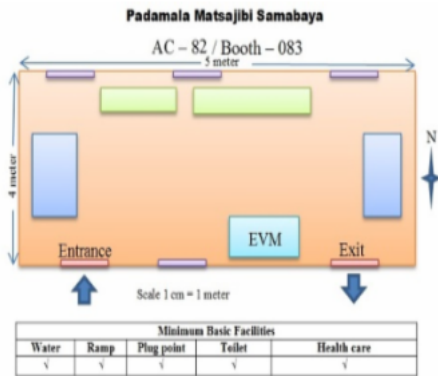 Padamala Matsajibi Samabaya
AC – 82 / Booth – 083
5 meter
4 meter
N
EVM
Entrance
Exit
Scale 1 cm = 1 meter
Minimum Basic Facilities
Water Ramp Plug point Toilet Health care
√ √ √ √ √